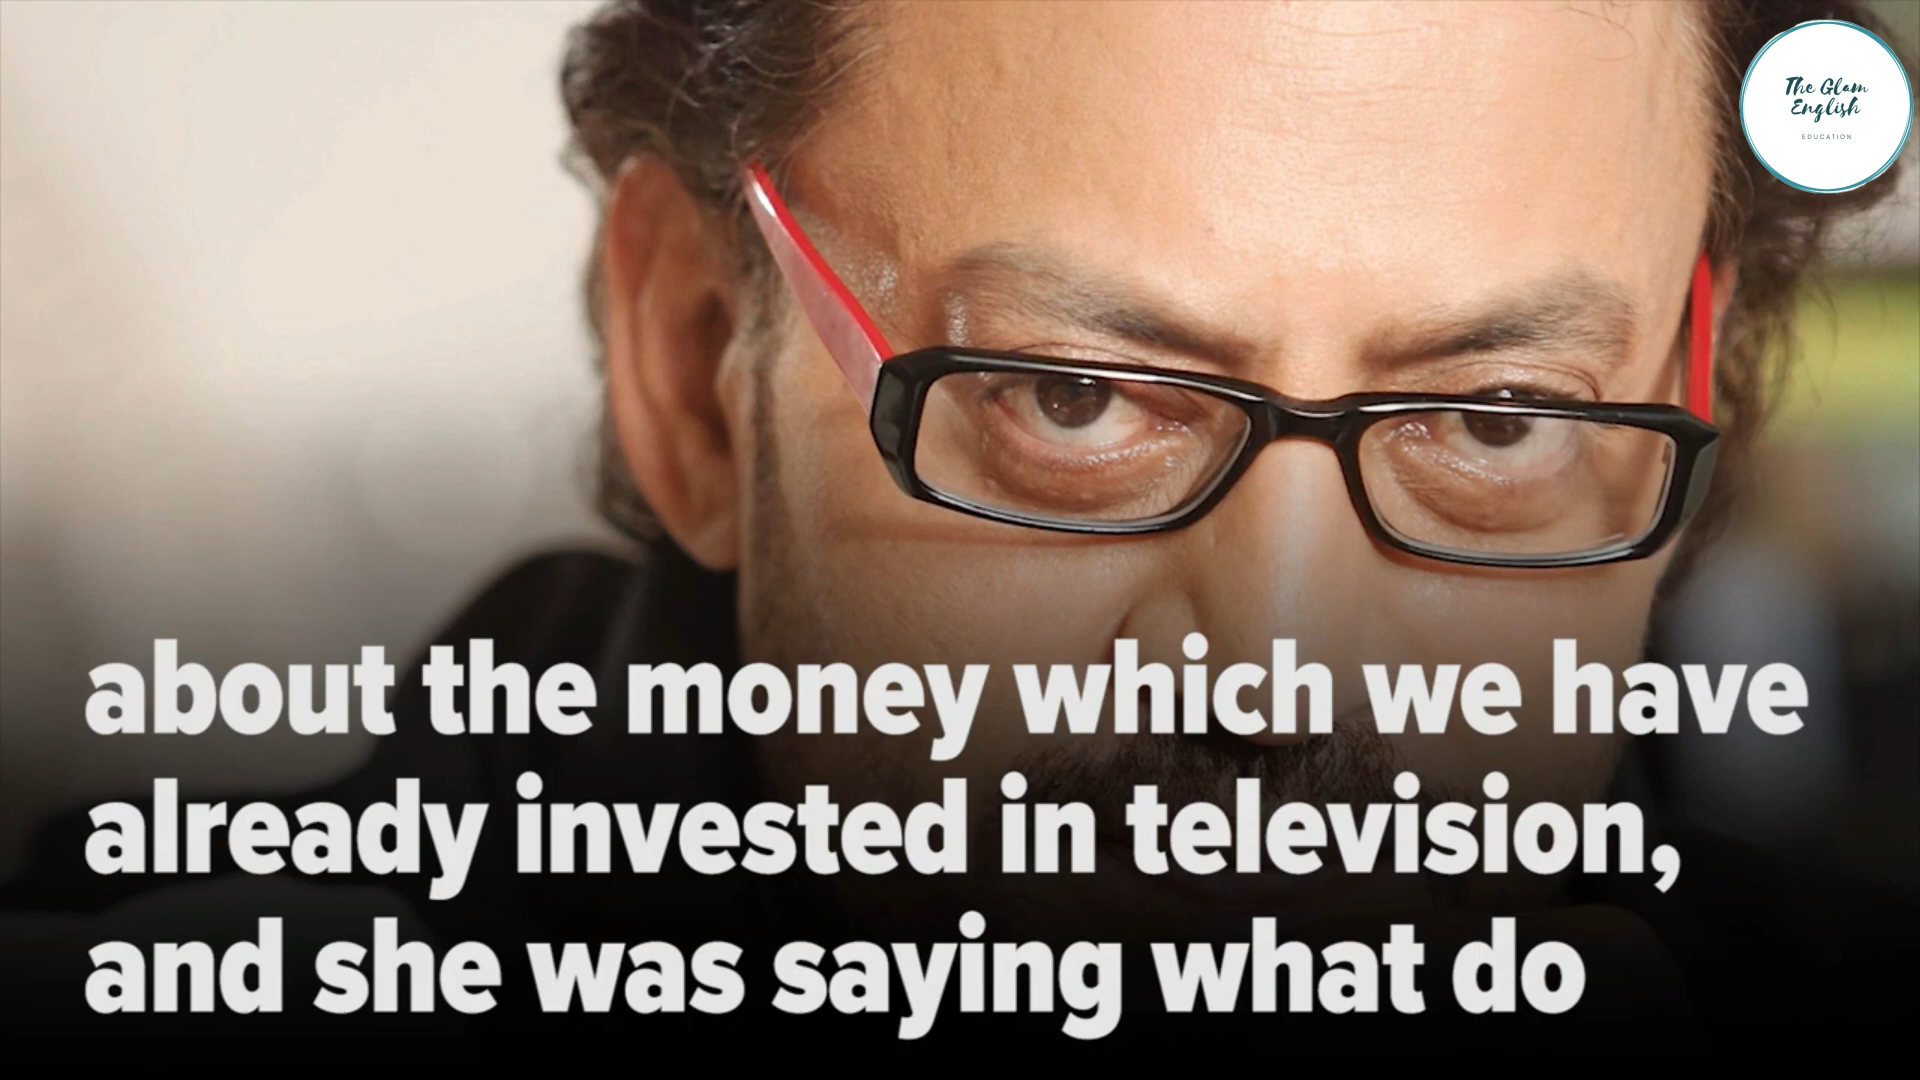 The Glam
English
EDUCATION
about the money which we have
already invested in television,
and she was saying what do